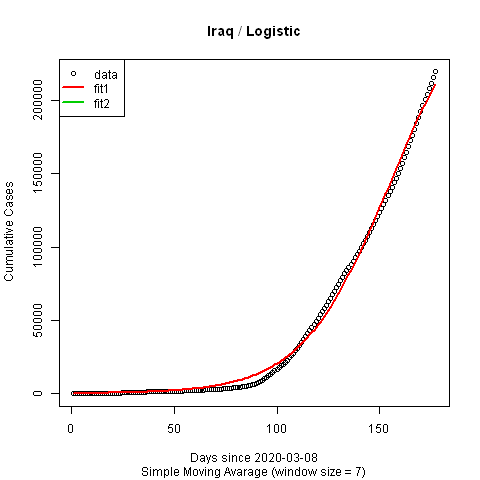 Iraq / Logistic
data
fit1
fit2
Cumulative Cases
200000
150000
100000
50000
0
0 50 100 150
Days since 2020-03-08
Simple Moving Avarage (window size = 7)